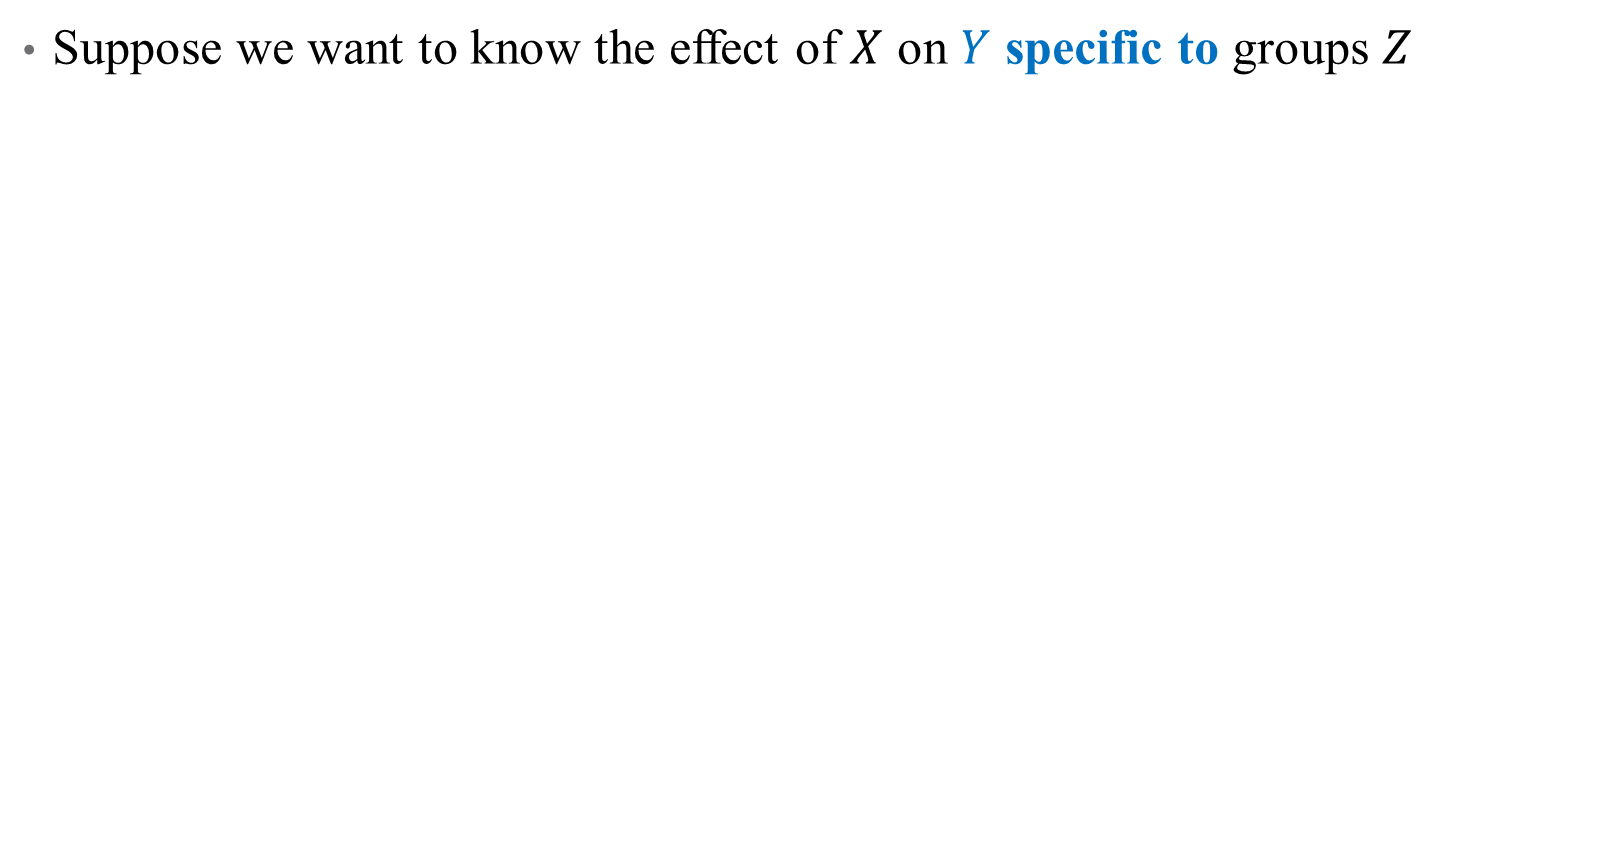 • Suppose we want to know the effect of X on Y specific to groups Z